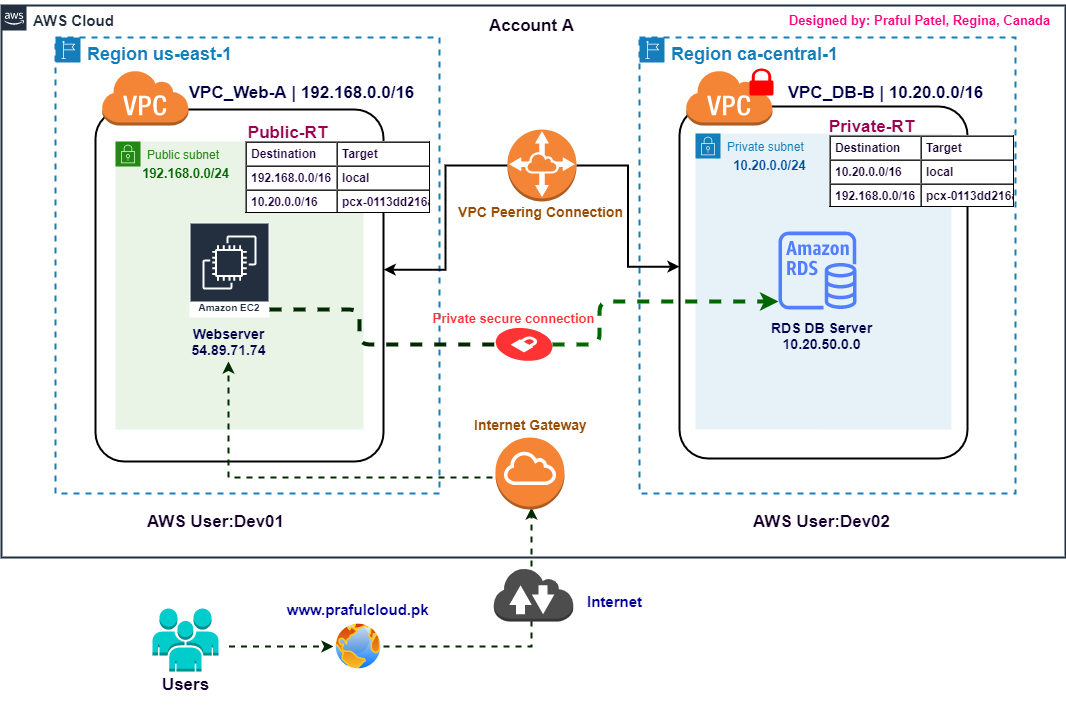 aws
AWS Cloud
Account A
Designed by: Praful Patel, Regina, Canada
Region us-east-1
VPC
VPC_Web-A | 192.168.0.0/16
Public-RT
Public subnet
192.168.0.0/24
Destination Target
192.168.0.0/16 local
10.20.0.0/16 pcx-0113dd216
Amazon EC2
Webserver
54.89.71.74
VPC Peering Connection
Private secure connection
Internet Gateway
Region ca-central-1
VPC
VPC_DB-B | 10.20.0.0/16
Private-RT
Private subnet
10.20.0.0/24
Destination Target
10.20.0.0/16 local
192.168.0.0/16 pcx-0113dd216
Amazon
RDS
RDS DB Server
10.20.50.0.0
AWS User:Dev01
AWS User:Dev02
www.prafulcloud.pk
Internet
Users